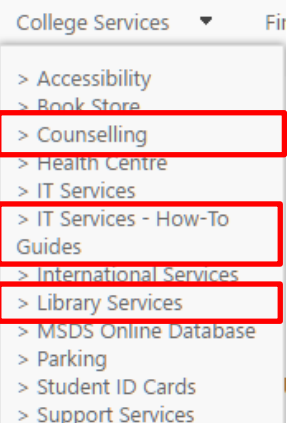 College Services ▼ Fi
> Accessibility
> Book Store
> Counselling
> Health Centre
> IT Services
> IT Services - How-To
Guides
> International Services
> Library Services
> MSDS Online Database
> Parking
> Student ID Cards
> Support Services